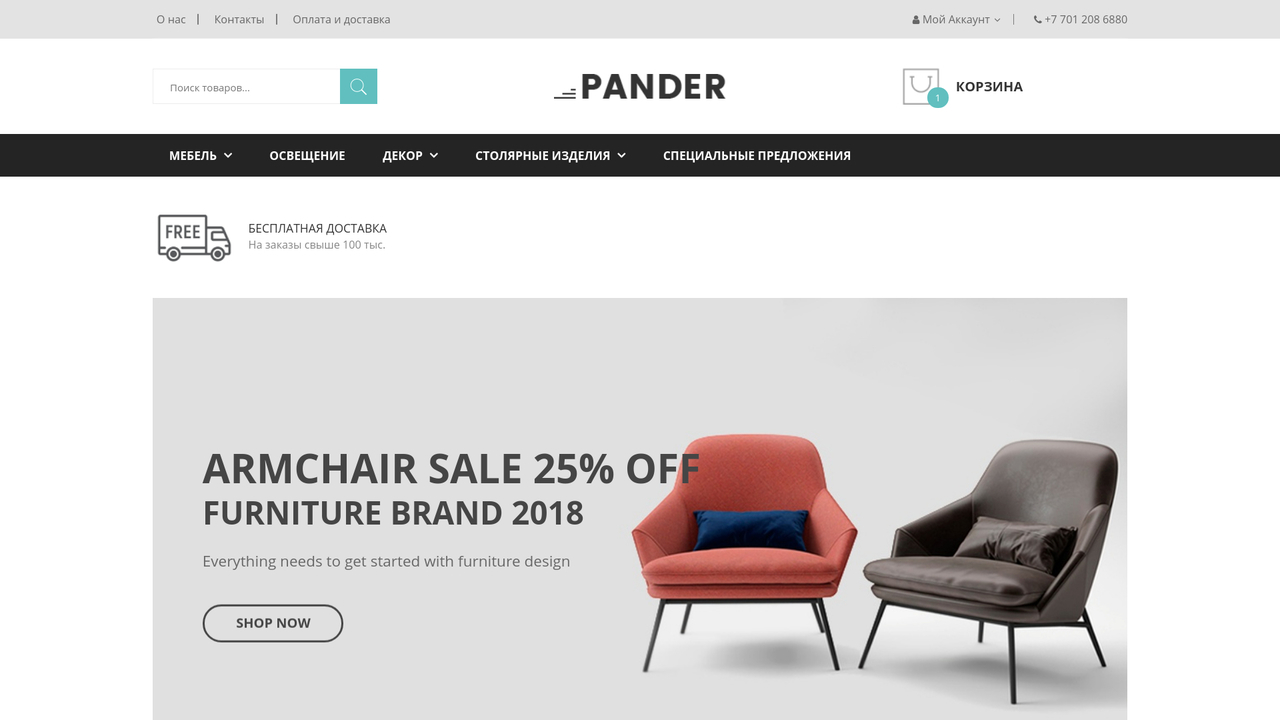 О нас | Контакты | Оплата и доставка
Мой Аккаунт | +7 701 208 6880
Поиск товаров...
PANDER
1
КОРЗИНА
МЕБЕЛЬ ОСВЕЩЕНИЕ ДЕКОР СТОЛЯРНЫЕ ИЗДЕЛИЯ СПЕЦИАЛЬНЫЕ ПРЕДЛОЖЕНИЯ
FREE
БЕСПЛАТНАЯ ДОСТАВКА
На заказы свыше 100 тыс.
ARMCHAIR SALE 25% OFF
FURNITURE BRAND 2018
Everything needs to get started with furniture design
SHOP NOW